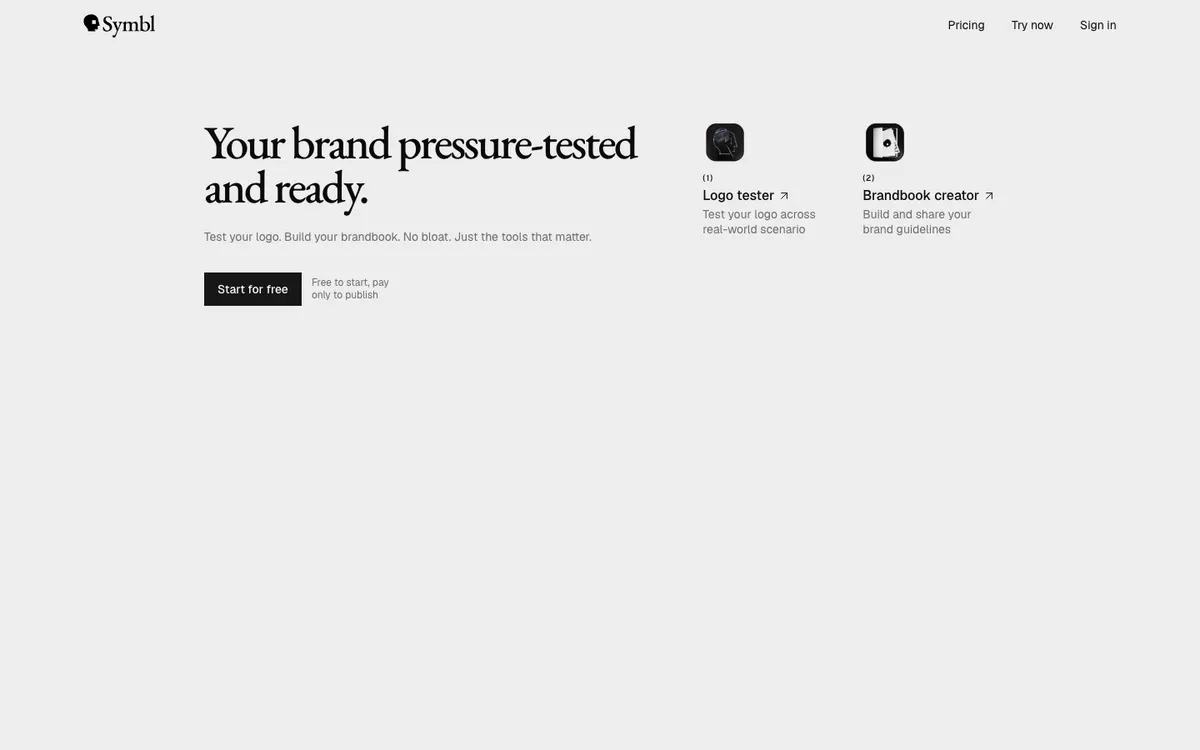 Symbl
Pricing
Try now
Sign in
Your brand pressure-tested
and ready.
Test your logo. Build your brandbook. No bloat. Just the tools that matter.
Start for free
Free to start, pay
only to publish
(1)
Logo tester ↗
Test your logo across
real-world scenario
(2)
Brandbook creator ↗
Build and share your
brand guidelines